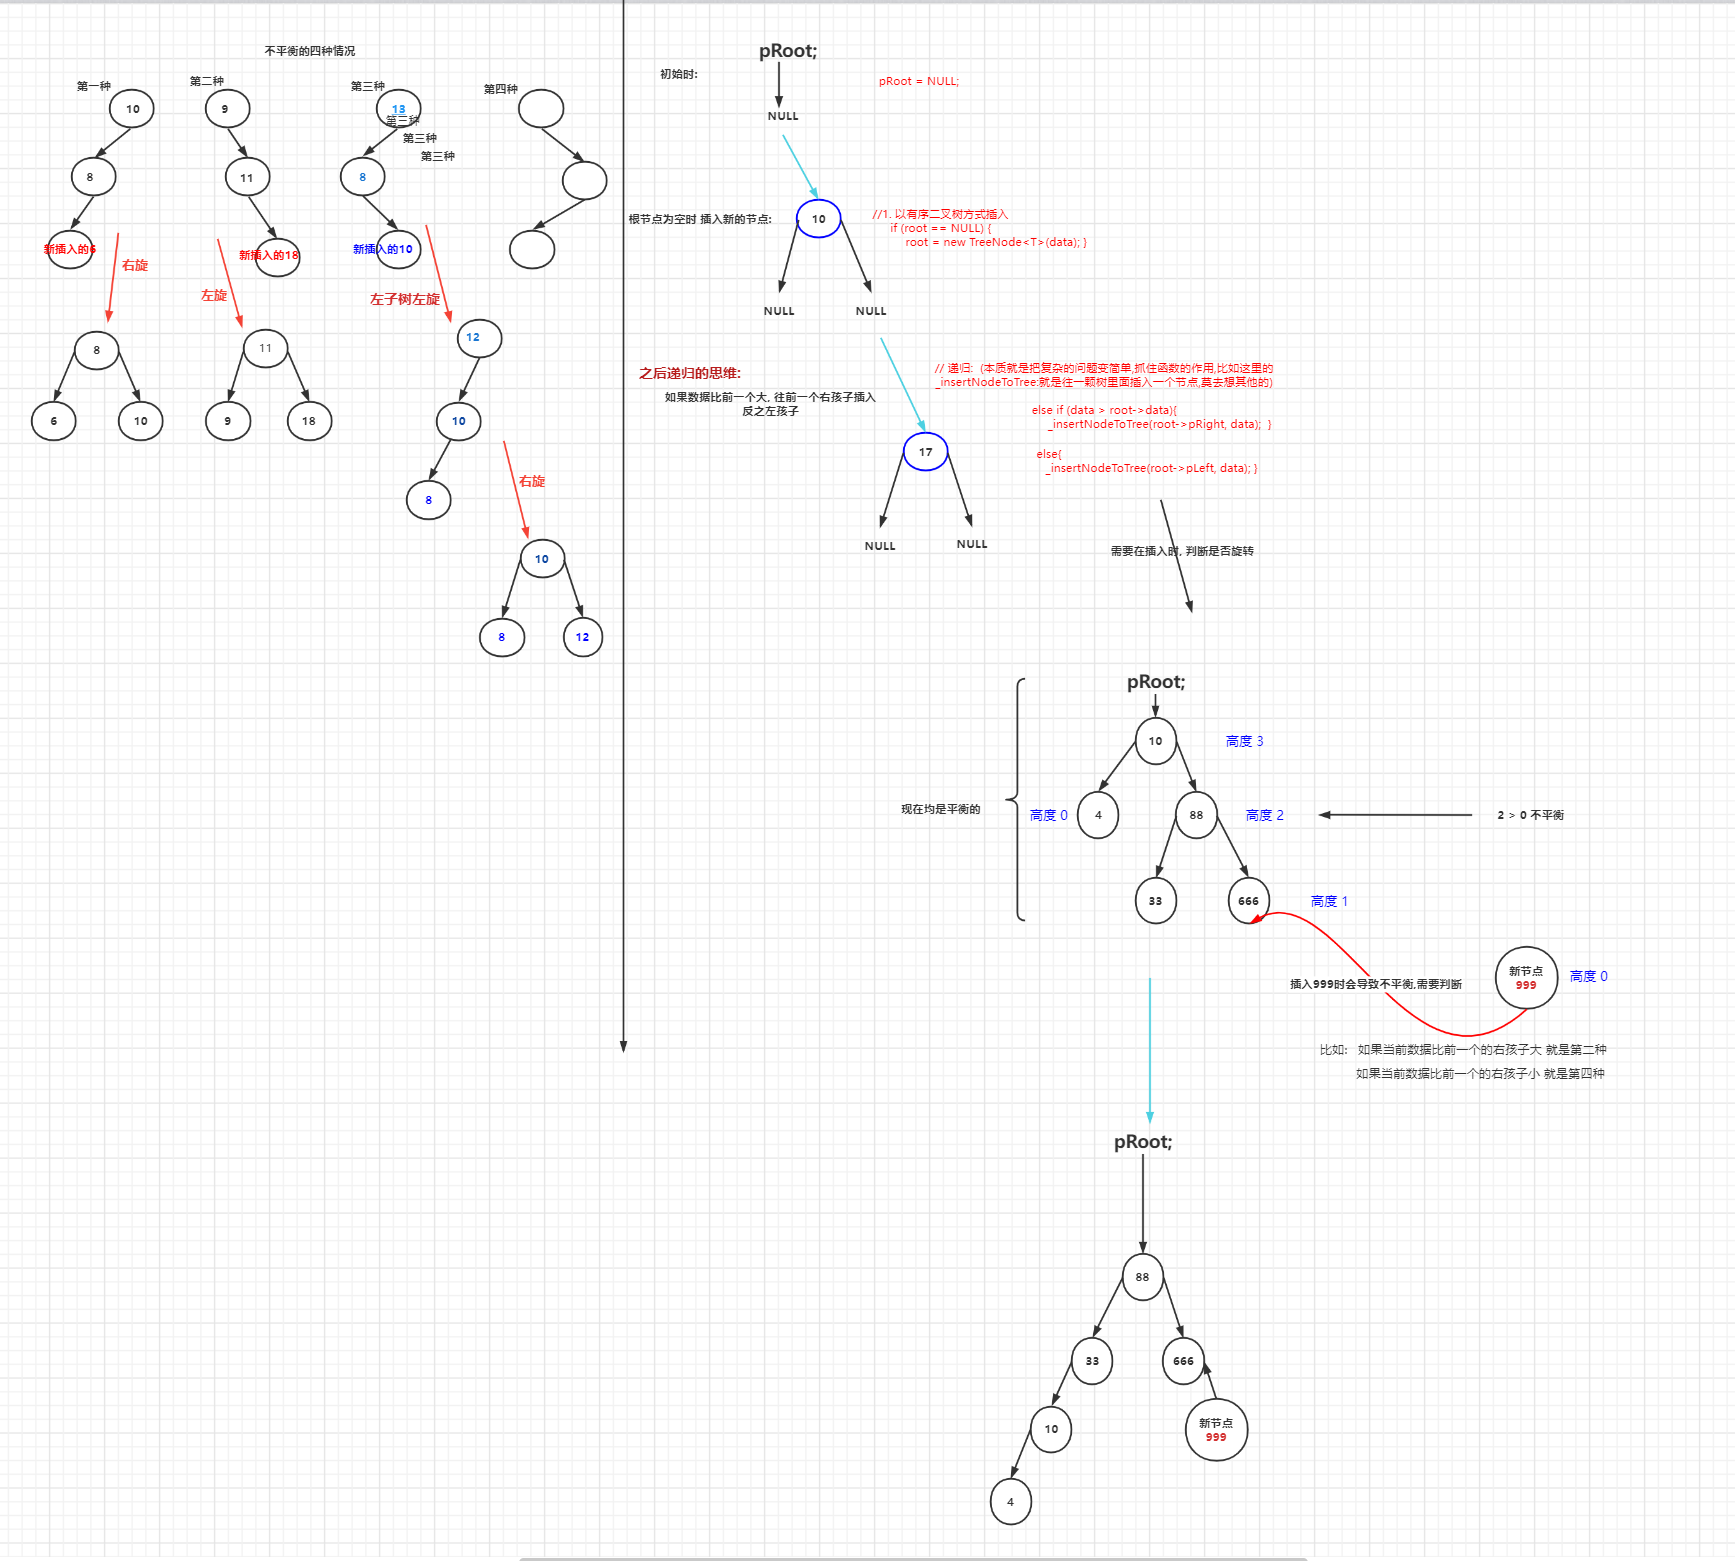 不平衡的四种情况
第一种
10
8
新插入的6
右旋
8
6
10
第二种
9
11
新插入的18
左旋
11
9
18
第三种
13
第三种
第三种
第三种
8
新插入的10
左子树左旋
12
10
8
右旋
10
8
12
第四种
pRoot;
初始时:
pRoot = NULL;
NULL
根节点为空时 插入新的节点:
10
//1. 以有序二叉树方式插入
if (root == NULL) {
root = new TreeNode<T>(data); }
NULL
NULL
之后递归的思维:
如果数据比前一个大, 往前一个右孩子插入
反之左孩子
// 递归: (本质就是把复杂的问题变简单,抓住函数的作用,比如这里的
_insertNodeToTree:就是往一颗树里面插入一个节点,莫去想其他的)
else if (data > root->data){
_insertNodeToTree(root->pRight, data); }
else{
_insertNodeToTree(root->pLeft, data); }
17
NULL
NULL
需要在插入时, 判断是否旋转
pRoot;
10
高度 3
现在均是平衡的
高度 0
4
88
高度 2
2 > 0 不平衡
33
666
高度 1
插入999时会导致不平衡,需要判断
新节点
999
高度 0
比如: 如果当前数据比前一个的右孩子大 就是第二种
如果当前数据比前一个的右孩子小 就是第四种
pRoot;
88
33
666
10
新节点
999
4